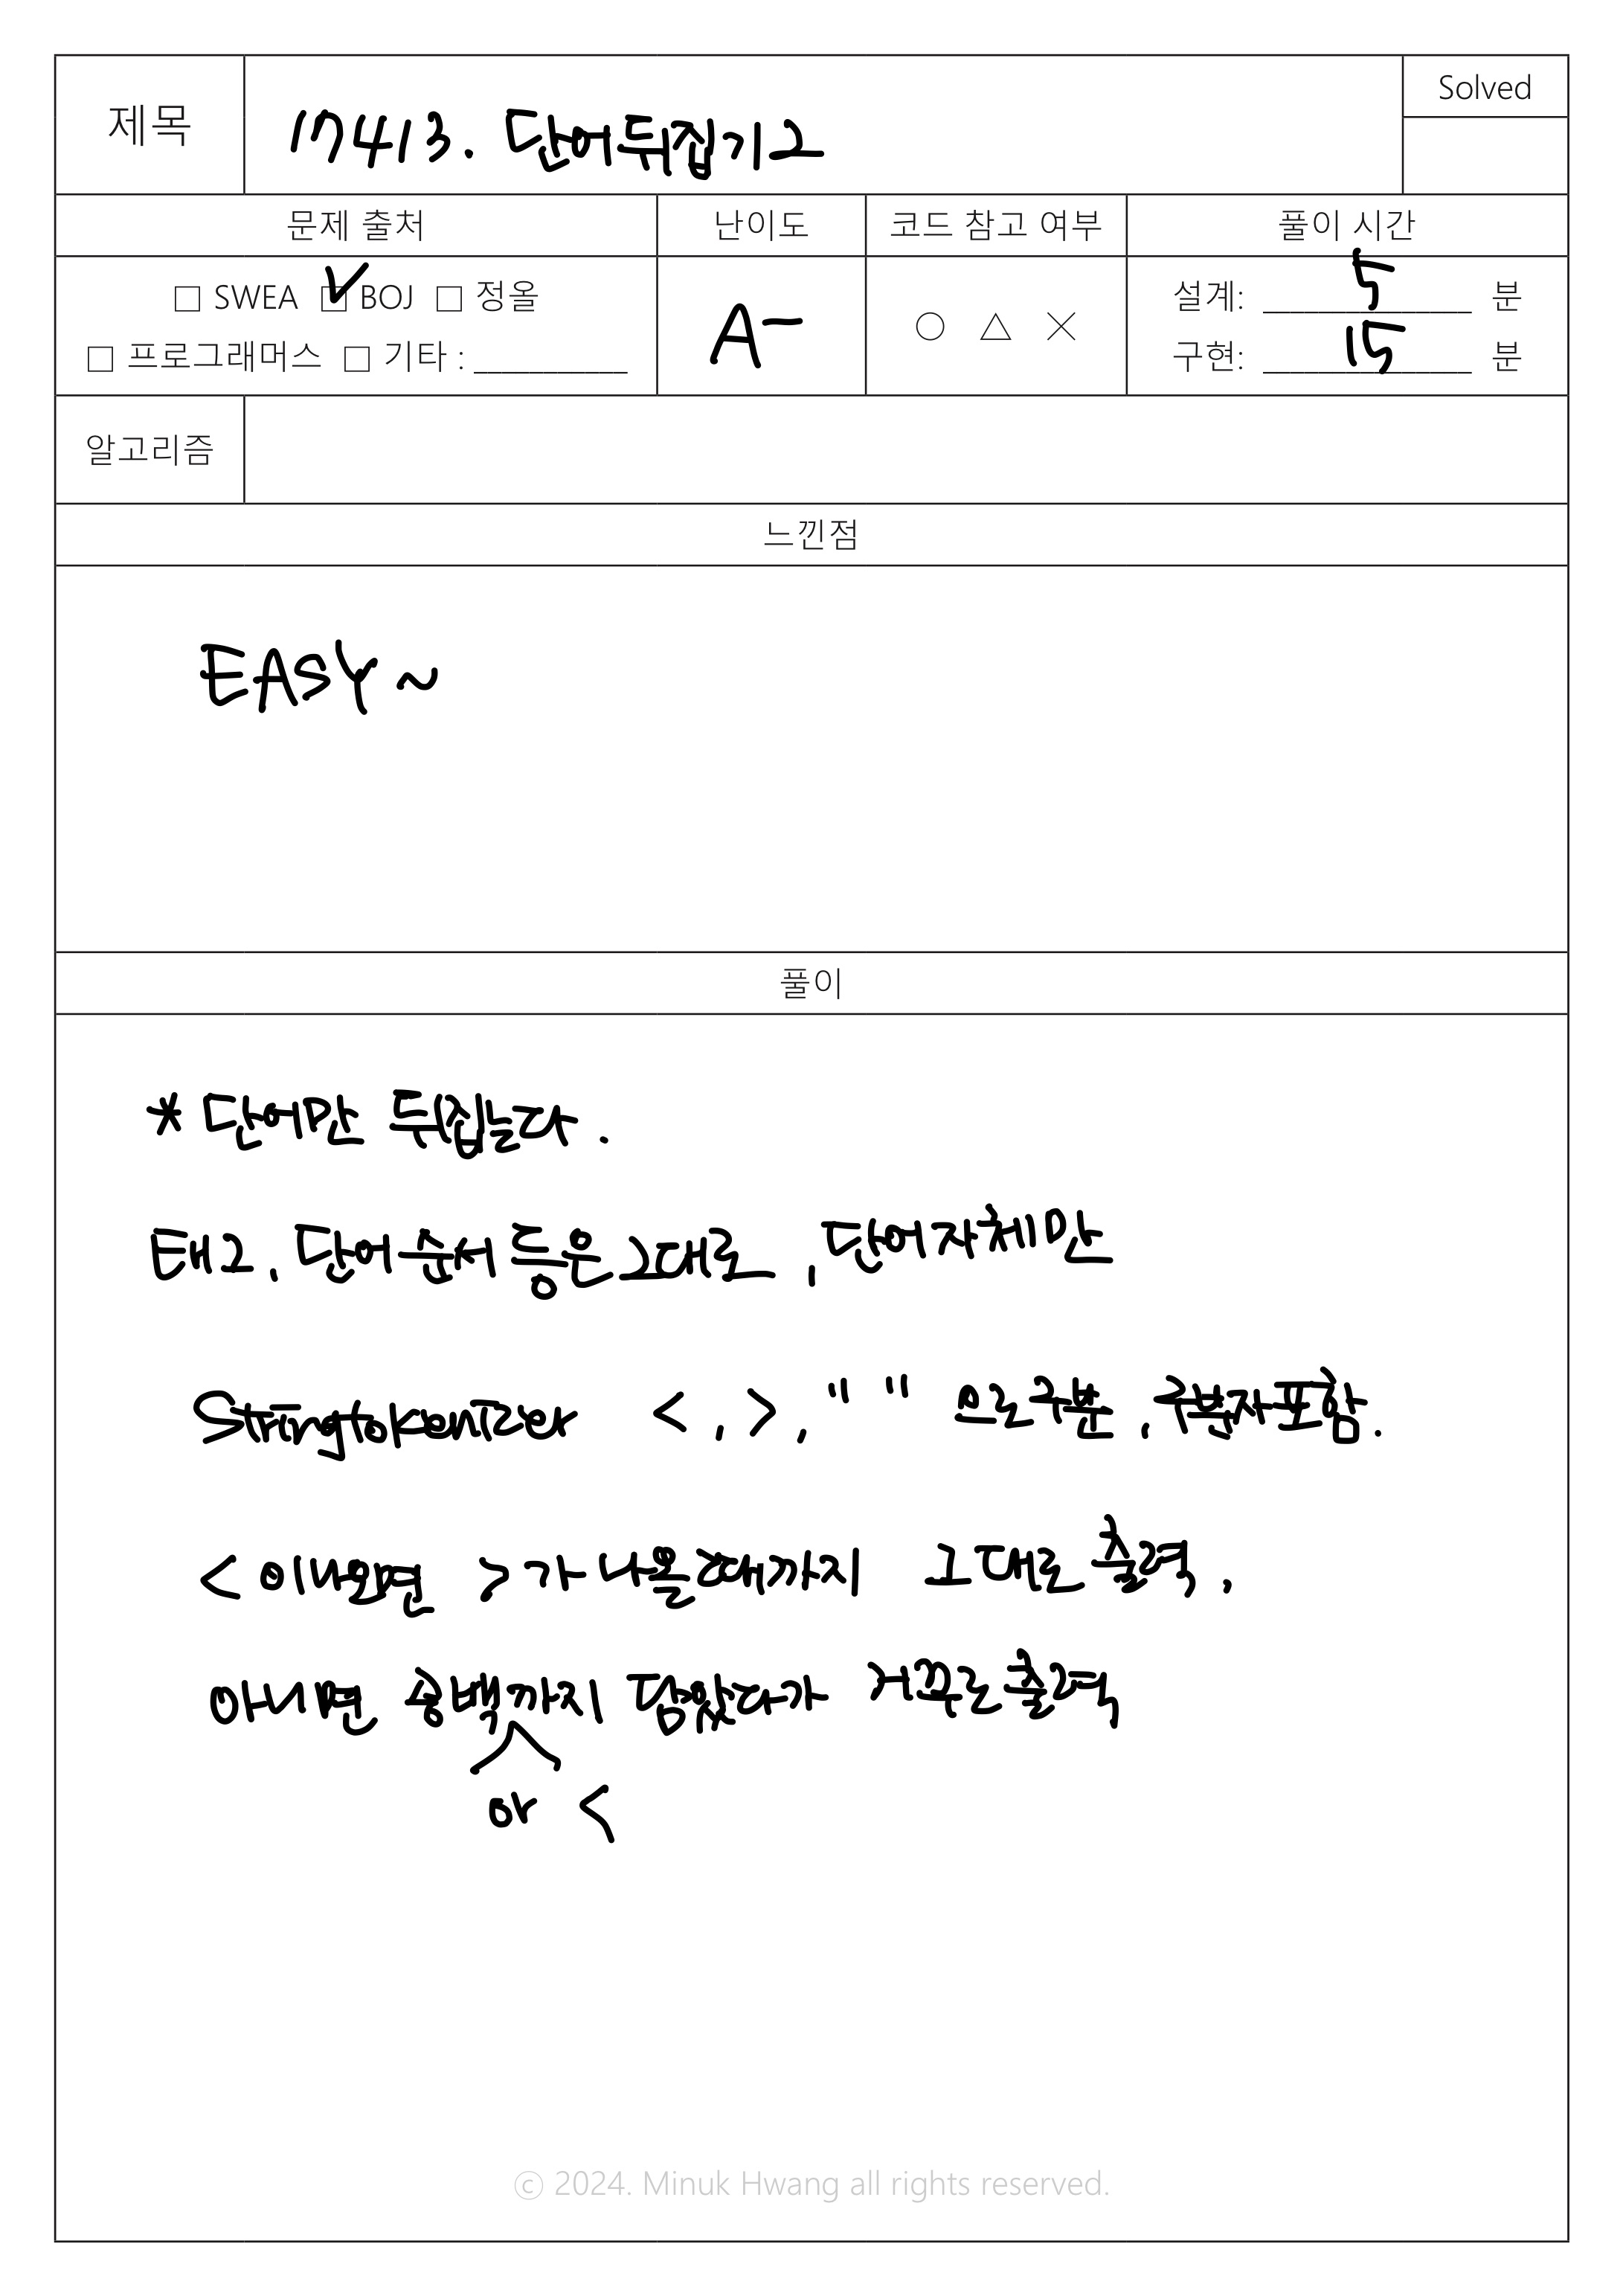 제목
17413. 단어뒤집기2
Solved
문제 출처
난이도
코드 참고 여부
풀이 시간
□ SWEA ☑ BOJ □ 정올
□ 프로그래머스 □ 기타 : ___________
A-
○ △ ×
설계: 5 분
구현: 15 분
알고리즘
느낀점
EASY ~
풀이
* 단어만 뒤집는다.
태그, 단어순서 등은 그대로, 단어자체만
Stringtokenizer < , > , " " 으로 구분, 구분자포함.
< 이나오면 > 가 나올때까지 그대로 출력,
아니면 공백까지 담았다가 거꾸로 출력
or <
© 2024. Minuk Hwang all rights reserved.